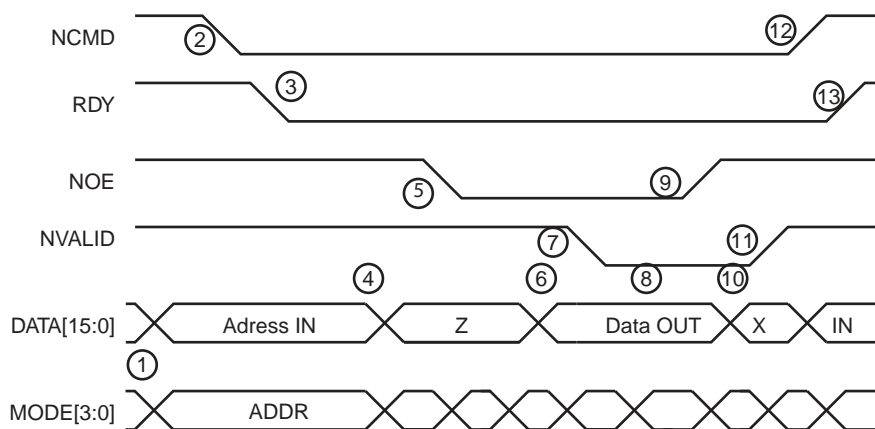 NCMD
2
12
RDY
3
13
NOE
5
9
NVALID
7
11
4
6
8
10
DATA[15:0]
Adress IN
Z
Data OUT
X
IN
1
MODE[3:0]
ADDR